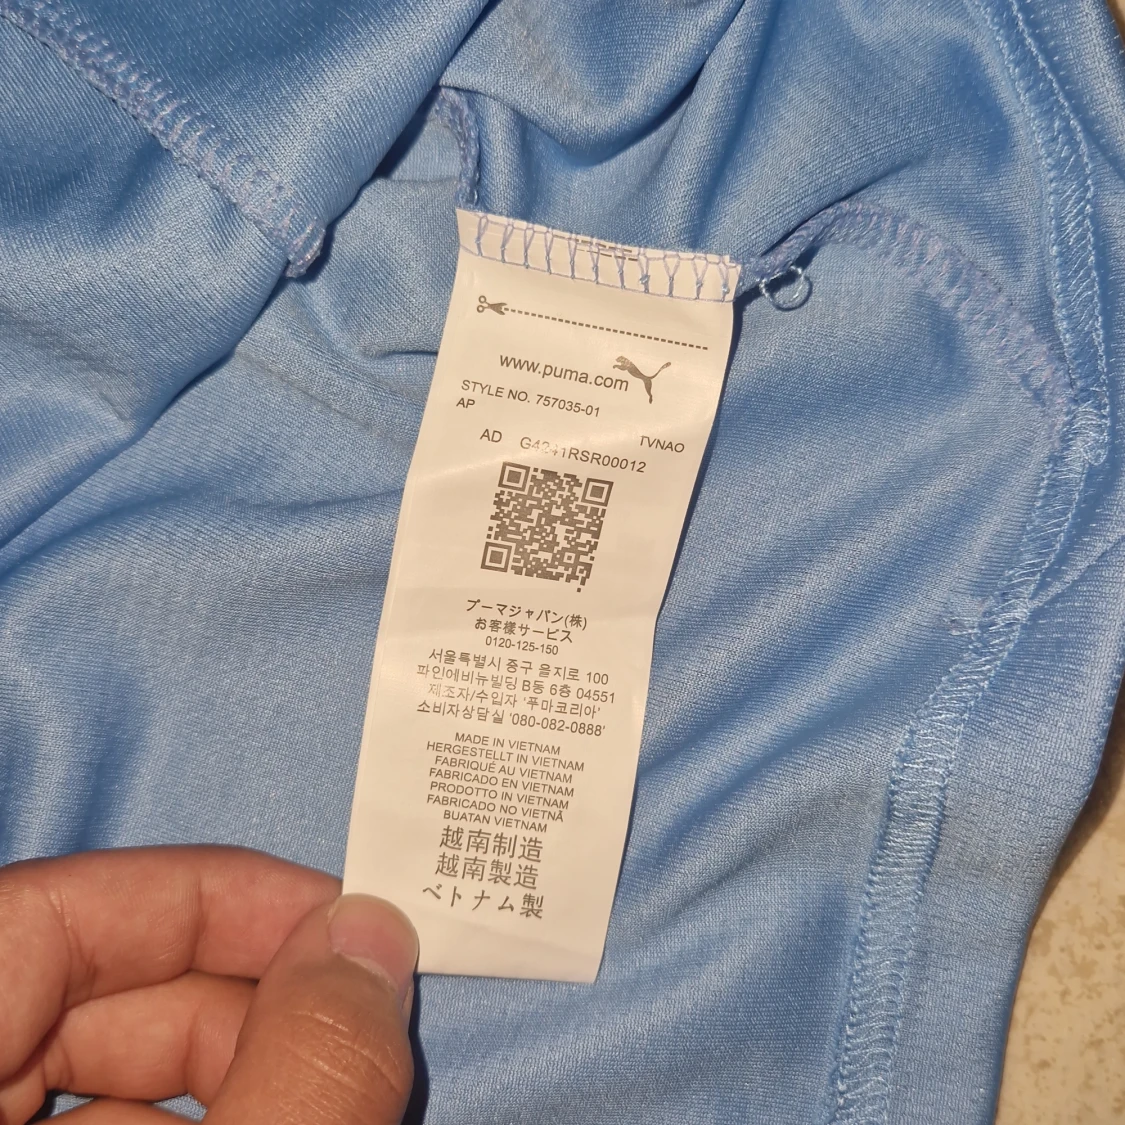 www.puma.com
STYLE NO. 757035-01
AP
TVNAO
AD G4241RSR00012
プーマジャパン(株)
お客様サービス
0120-125-150
서울특별시 중구 을지로 100
파인에비뉴빌딩 B동 6층 04551
제조자/수입자 '푸마코리아'
소비자상담실 '080-082-0888'
MADE IN VIETNAM
HERGESTELLT IN VIETNAM
FABRIQUÉ AU VIETNAM
FABRICADO EN VIETNAM
PRODOTTO IN VIETNAM
FABRICADO NO VIETNÃ
BUATAN VIETNAM
越南制造
越南製造
ベトナム製